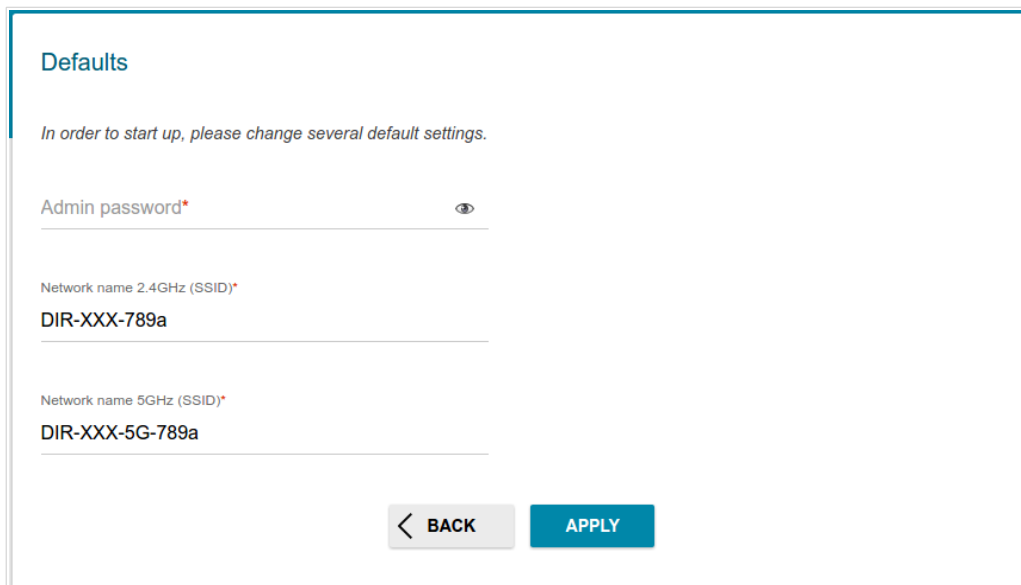 Defaults
In order to start up, please change several default settings.
Admin password*
Network name 2.4GHz (SSID)*
DIR-XXX-789a
Network name 5GHz (SSID)*
DIR-XXX-5G-789a
BACK
APPLY